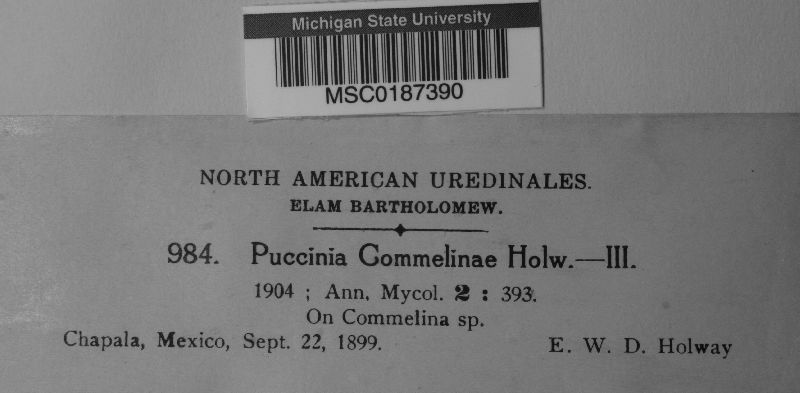 Michigan State University
MSC0187390
NORTH AMERICAN UREDINALES.
ELAM BARTHOLOMEW.
984. Puccinia Commelinae Holw.—III.
1904 ; Ann. Mycol. 2 : 393.
On Commelina sp.
Chapala, Mexico, Sept. 22, 1899. E. W. D. Holway